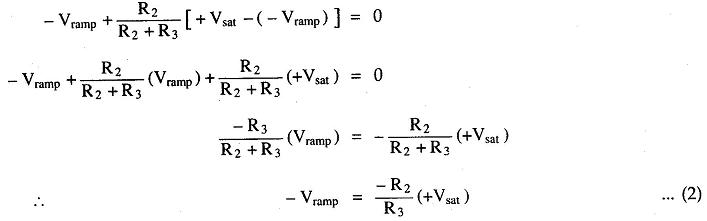 − V_ramp + R_2 / (R_2 + R_3) [ + V_sat − ( − V_ramp ) ] = 0
− V_ramp + R_2 / (R_2 + R_3) (V_ramp) + R_2 / (R_2 + R_3) (+V_sat) = 0
−R_3 / (R_2 + R_3) (V_ramp) = − R_2 / (R_2 + R_3) (+V_sat)
∴ − V_ramp = −R_2 / R_3 (+V_sat) ... (2)